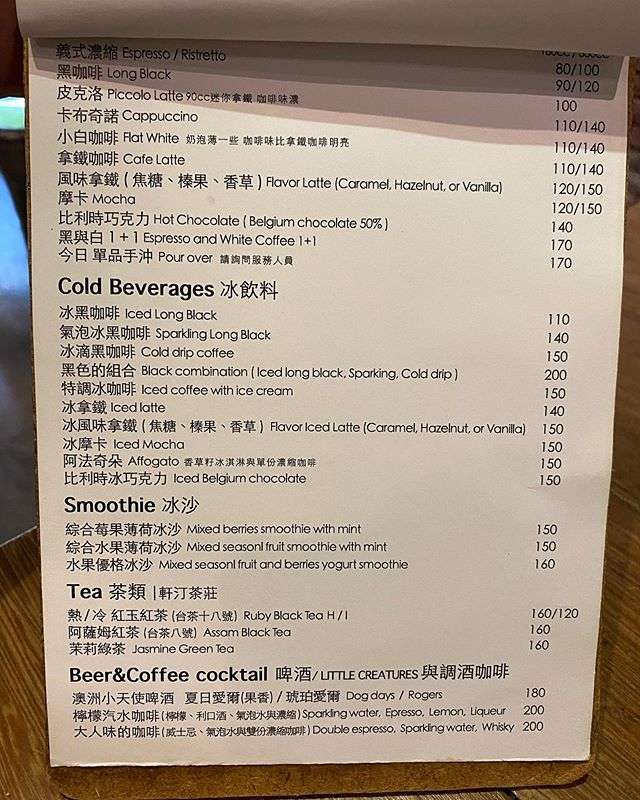 義式濃縮 Espresso / Ristretto 80/100
黑咖啡 Long Black 90/120
皮克洛 Piccolo Latte 90cc迷你拿鐵 咖啡味濃 100
卡布奇諾 Cappuccino 110/140
小白咖啡 Flat White 奶泡薄一些 咖啡味比拿鐵咖啡明亮 110/140
拿鐵咖啡 Cafe Latte 110/140
風味拿鐵 ( 焦糖、榛果、香草 ) Flavor Latte (Caramel, Hazelnut, or Vanilla) 120/150
摩卡 Mocha 120/150
比利時巧克力 Hot Chocolate ( Belgium chocolate 50% ) 140
黑與白 1 + 1 Espresso and White Coffee 1+1 170
今日 單品手沖 Pour over 請詢問服務人員 170
Cold Beverages 冰飲料
冰黑咖啡 Iced Long Black 110
氣泡冰黑咖啡 Sparkling Long Black 140
冰滴黑咖啡 Cold drip coffee 150
黑色的組合 Black combination ( Iced long black, Sparking, Cold drip ) 200
特調冰咖啡 Iced coffee with ice cream 150
冰拿鐵 Iced latte 140
冰風味拿鐵 ( 焦糖、榛果、香草 ) Flavor Iced Latte (Caramel, Hazelnut, or Vanilla) 150
冰摩卡 Iced Mocha 150
阿法奇朵 Affogato 香草籽冰淇淋與單份濃縮咖啡 150
比利時冰巧克力 Iced Belgium chocolate 150
Smoothie 冰沙
綜合莓果薄荷冰沙 Mixed berries smoothie with mint 150
綜合水果薄荷冰沙 Mixed seasonl fruit smoothie with mint 150
水果優格冰沙 Mixed seasonl fruit and berries yogurt smoothie 160
Tea 茶類 | 軒汀茶莊
熱 / 冷 紅玉紅茶 (台茶十八號) Ruby Black Tea H / I 160/120
阿薩姆紅茶 (台茶八號) Assam Black Tea 160
茉莉綠茶 Jasmine Green Tea 160
Beer&Coffee cocktail 啤酒/ LITTLE CREATURES 與調酒咖啡
澳洲小天使啤酒 夏日愛爾(果香) / 琥珀愛爾 Dog days / Rogers 180
檸檬汽水咖啡 (檸檬、利口酒、氣泡水與濃縮) Sparkling water, Epresso, Lemon, Liqueur 200
大人味的咖啡 (威士忌、氣泡水與雙份濃縮咖啡) Double espresso, Sparkling water, Whisky 200